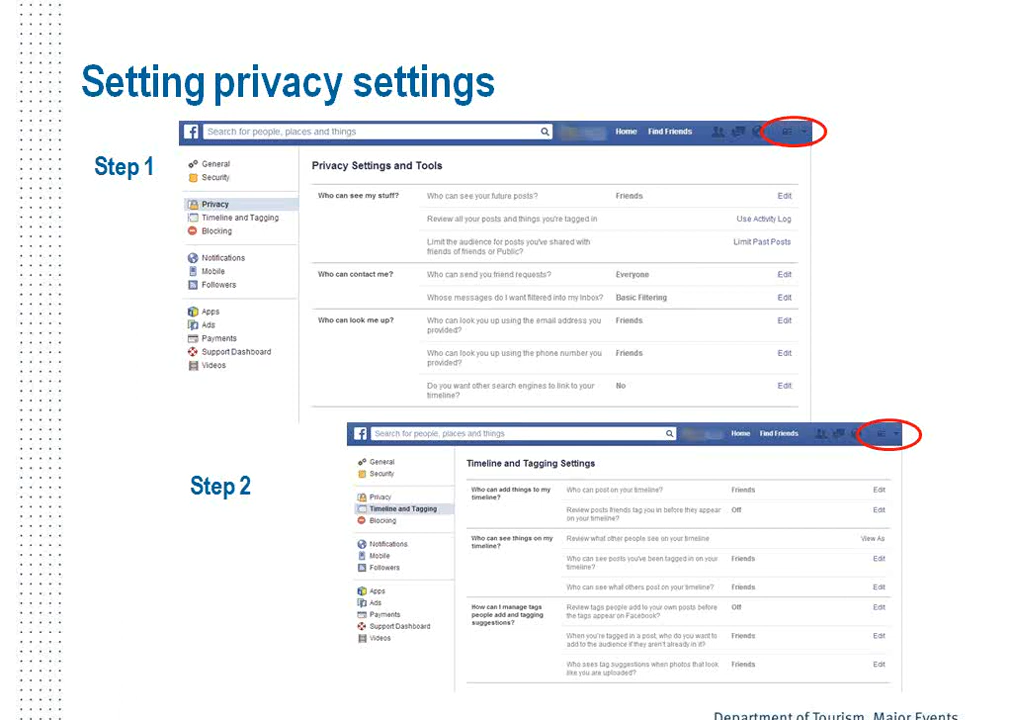 Setting privacy settings
Step 1
Search for people, places and things
Home Find Friends
General
Security
Privacy
Timeline and Tagging
Blocking
Notifications
Mobile
Followers
Apps
Ads
Payments
Support Dashboard
Videos
Privacy Settings and Tools
Who can see my stuff? Who can see your future posts? Friends Edit
Review all your posts and things you're tagged in Use Activity Log
Limit the audience for posts you've shared with Limit Past Posts
friends of friends or Public?
Who can contact me? Who can send you friend requests? Everyone Edit
Whose messages do I want filtered into my Inbox? Basic Filtering Edit
Who can look me up? Who can look you up using the email address you Friends Edit
provided?
Who can look you up using the phone number you Friends Edit
provided?
Do you want other search engines to link to your No Edit
timeline?
Step 2
Search for people, places and things
Home Find Friends
General
Security
Privacy
Timeline and Tagging
Blocking
Notifications
Mobile
Followers
Apps
Ads
Payments
Support Dashboard
Videos
Timeline and Tagging Settings
Who can add things to my Who can post on your timeline? Friends Edit
timeline?
Review posts friends tag you in before they appear Off Edit
on your timeline?
Who can see things on my Review what other people see on your timeline View As
timeline?
Who can see posts you've been tagged in on your Friends Edit
timeline?
Who can see what others post on your timeline? Friends Edit
How can I manage tags Review tags people add to your own posts before Off Edit
people add and tagging the tags appear on Facebook?
suggestions?
When you're tagged in a post, who do you want to Friends Edit
add to the audience if they aren't already in it?
Who sees tag suggestions when photos that look Friends Edit
like you are uploaded?
Department of Tourism, Major Events